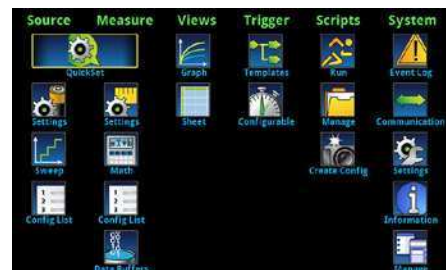 Source Measure Views Trigger Scripts System
QuickSet Graph Templates Run Event Log
Settings Settings Sheet Configurable Manage Communication
Sweep Math Create Config Settings
Config List Config List Information
Data Buffers Manage